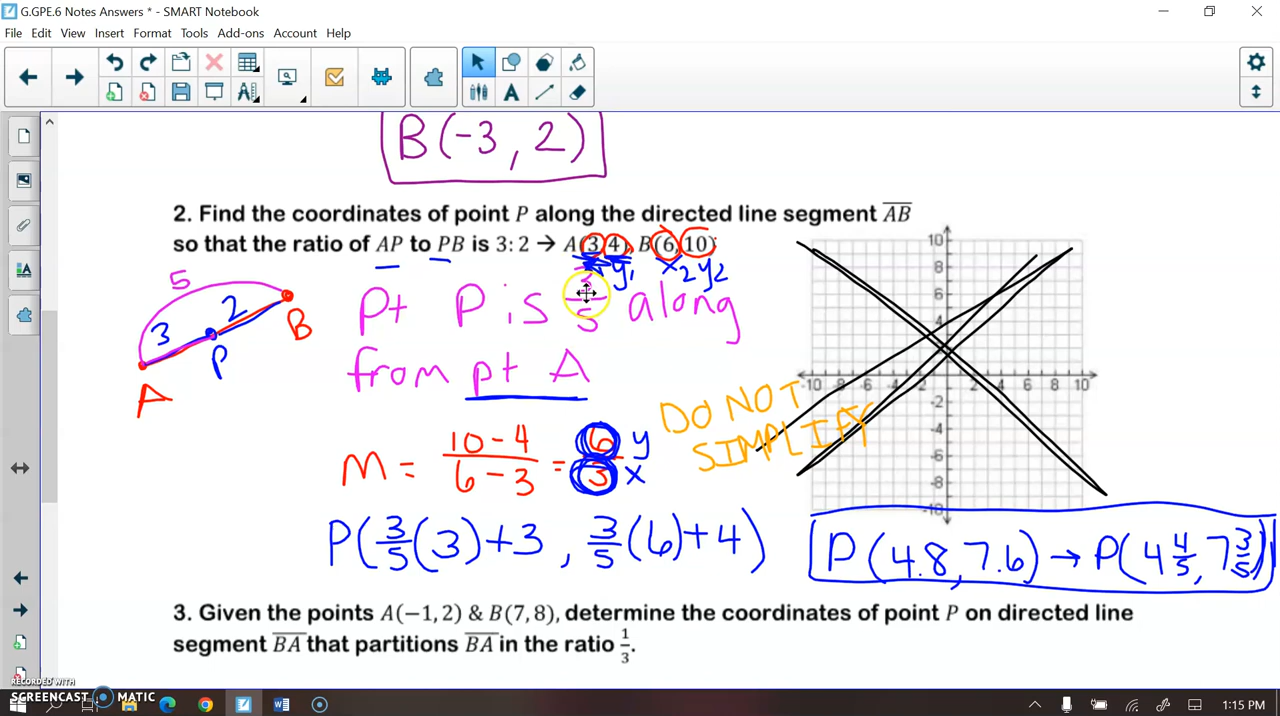 G.GPE.6 Notes Answers * - SMART Notebook
File Edit View Insert Format Tools Add-ons Account Help
B(-3, 2)
2. Find the coordinates of point P along the directed line segment AB
so that the ratio of AP to PB is 3: 2 → A(3,4), B(6,10)
y₁ x₂ y₂
5
3 2
A P B
Pt P is 3/5 along
from pt A
DO NOT
SIMPLIFY
m = 10-4/6-3 = 6/3 y/x
10
8
6
4
2
-10 -6 -4 -2 2 4 6 8 10
-2
-4
-6
-8
-10
P(3/5(3)+3, 3/5(6)+4)
P(4.8, 7.6) → P(4 4/5, 7 3/5)
3. Given the points A(−1, 2) & B(7, 8), determine the coordinates of point P on directed line
segment BA that partitions BA in the ratio 1/3.
RECORDED WITH
SCREENCAST MATIC
1:15 PM